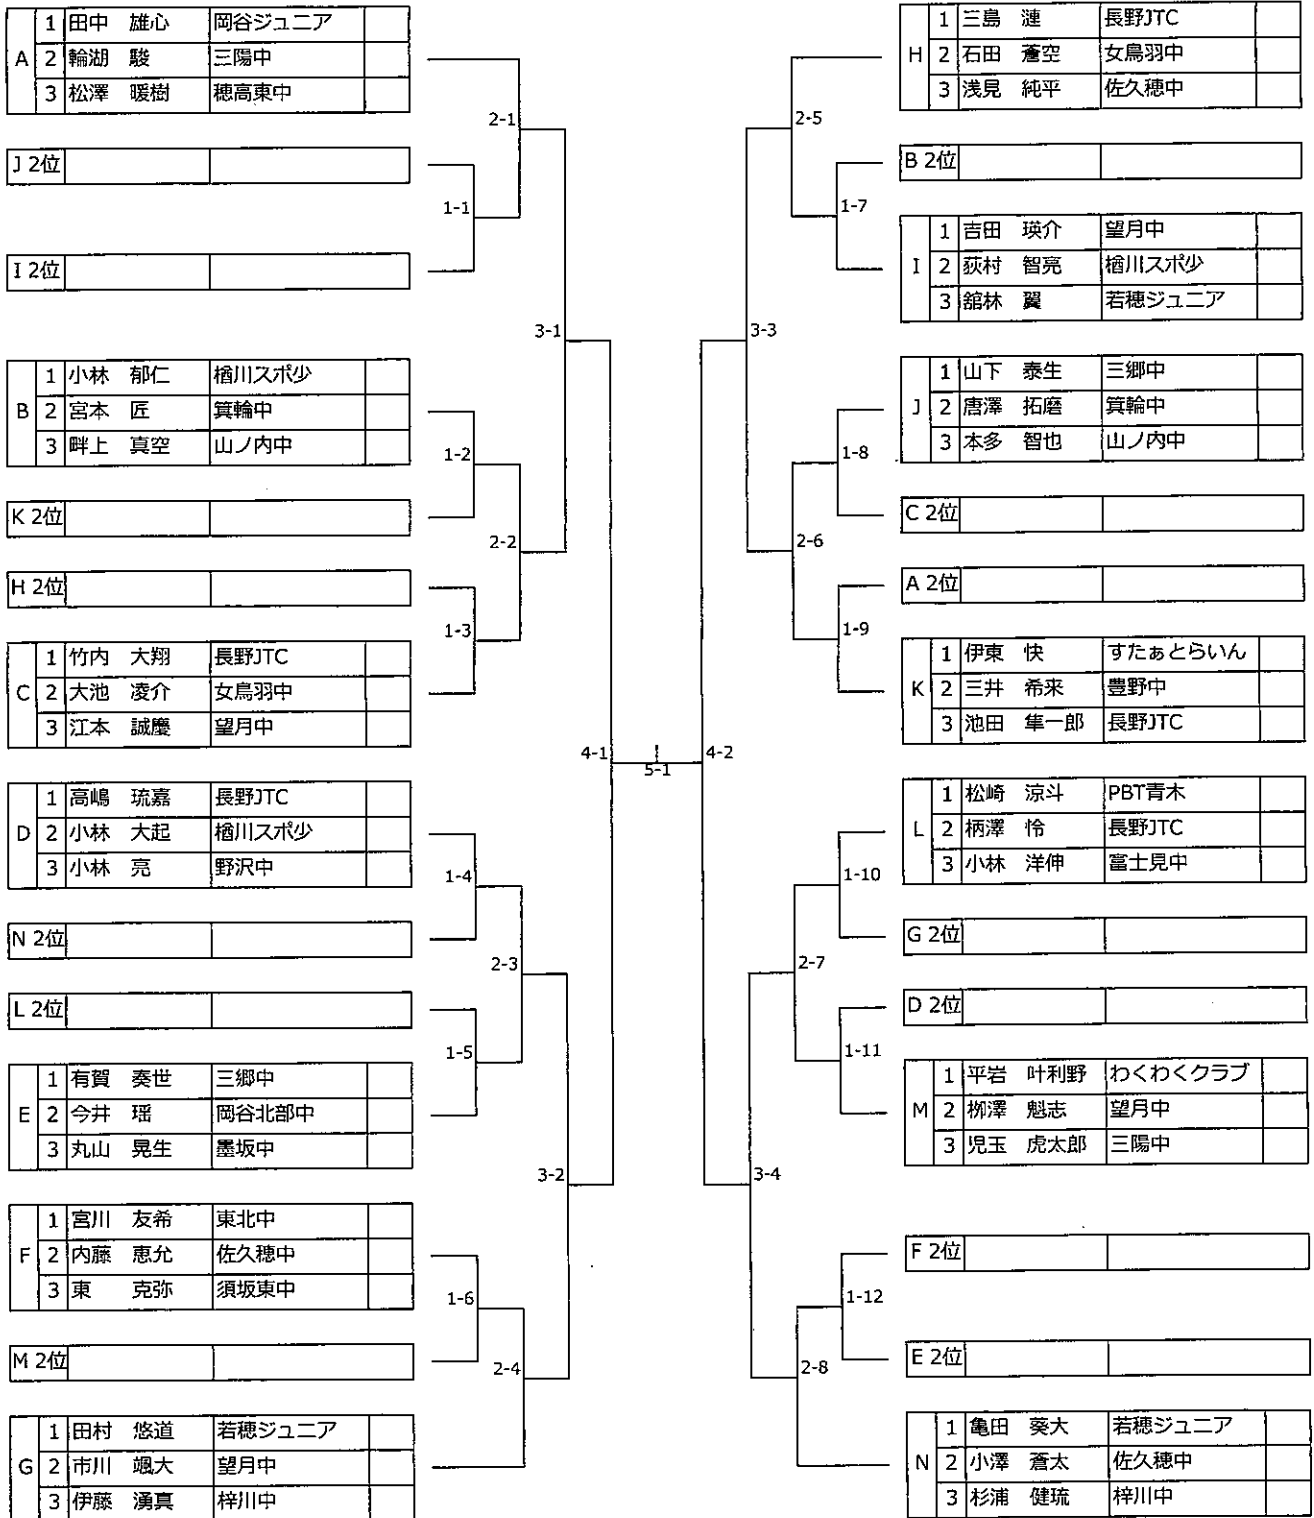 A
1 田中 雄心 岡谷ジュニア
2 輪湖 駿 三陽中
3 松澤 暖樹 穂高東中
2-1
J 2位
1-1
I 2位
3-1
B
1 小林 郁仁 楢川スポ少
2 宮本 匠 箕輪中
3 畔上 真空 山ノ内中
1-2
K 2位
2-2
H 2位
1-3
C
1 竹内 大翔 長野JTC
2 大池 凌介 女鳥羽中
3 江本 誠慶 望月中
4-1
5-1
4-2
D
1 高嶋 琉嘉 長野JTC
2 小林 大起 楢川スポ少
3 小林 亮 野沢中
1-4
N 2位
2-3
L 2位
1-5
E
1 有賀 奏世 三郷中
2 今井 瑶 岡谷北部中
3 丸山 晃生 墨坂中
3-2
F
1 宮川 友希 東北中
2 内藤 恵允 佐久穂中
3 東 克弥 須坂東中
1-6
M 2位
2-4
G
1 田村 悠道 若穂ジュニア
2 市川 颯大 望月中
3 伊藤 湧真 梓川中
H
1 三島 漣 長野JTC
2 石田 蒼空 女鳥羽中
3 浅見 純平 佐久穂中
2-5
B 2位
1-7
I
1 吉田 瑛介 望月中
2 荻村 智亮 楢川スポ少
3 舘林 翼 若穂ジュニア
3-3
J
1 山下 泰生 三郷中
2 唐澤 拓磨 箕輪中
3 本多 智也 山ノ内中
1-8
C 2位
2-6
A 2位
1-9
K
1 伊東 快 すたぁとらいん
2 三井 希来 豊野中
3 池田 隼一郎 長野JTC
L
1 松崎 涼斗 PBT青木
2 柄澤 怜 長野JTC
3 小林 洋伸 富士見中
1-10
G 2位
2-7
D 2位
1-11
M
1 平岩 叶利野 わくわくクラブ
2 柳澤 魁志 望月中
3 児玉 虎太郎 三陽中
3-4
F 2位
1-12
E 2位
2-8
N
1 亀田 葵大 若穂ジュニア
2 小澤 蒼太 佐久穂中
3 杉浦 健琉 梓川中